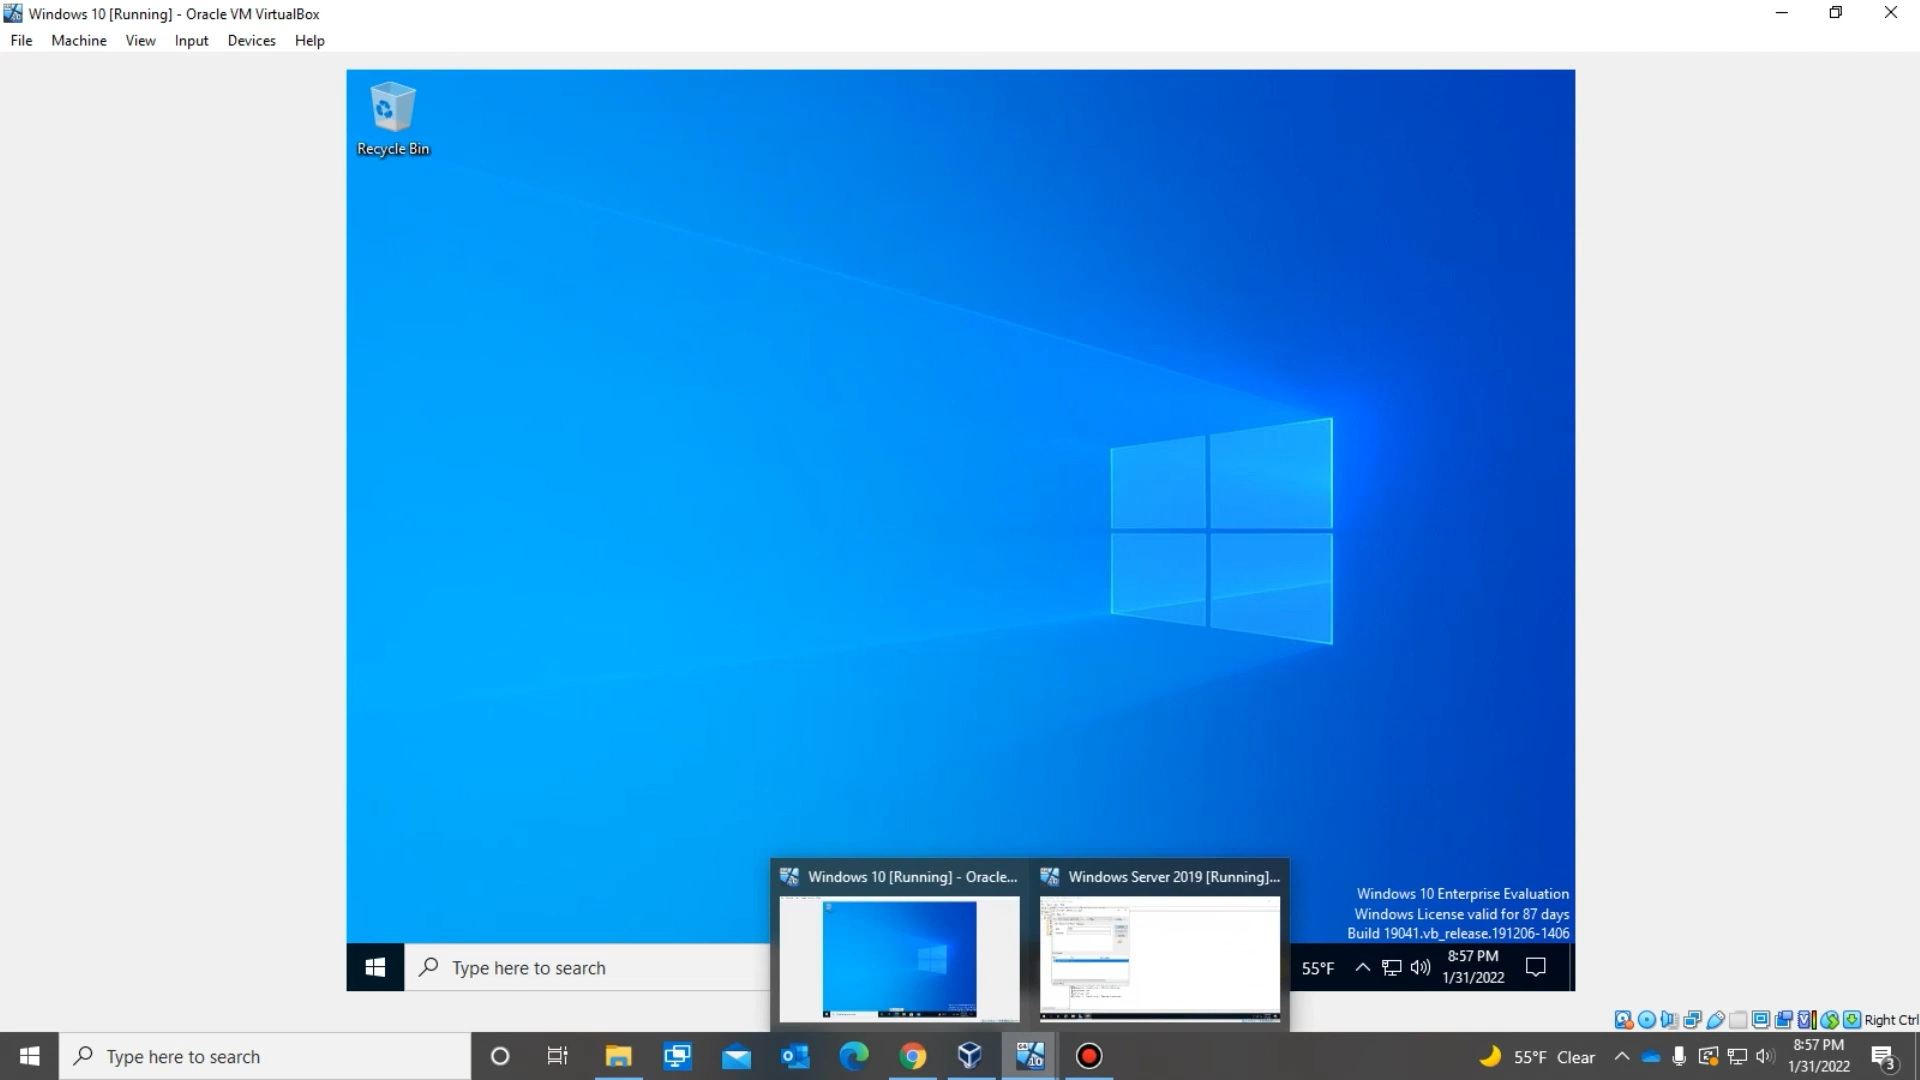 Windows 10 [Running] - Oracle VM VirtualBox
File Machine View Input Devices Help
Recycle Bin
Windows 10 [Running] - Oracle...
Windows Server 2019 [Running]...
Windows 10 Enterprise Evaluation
Windows License valid for 87 days
Build 19041.vb_release.191206-1406
Type here to search
55°F
8:57 PM
1/31/2022
Right Ctrl
Type here to search
55°F Clear
8:57 PM
1/31/2022
3